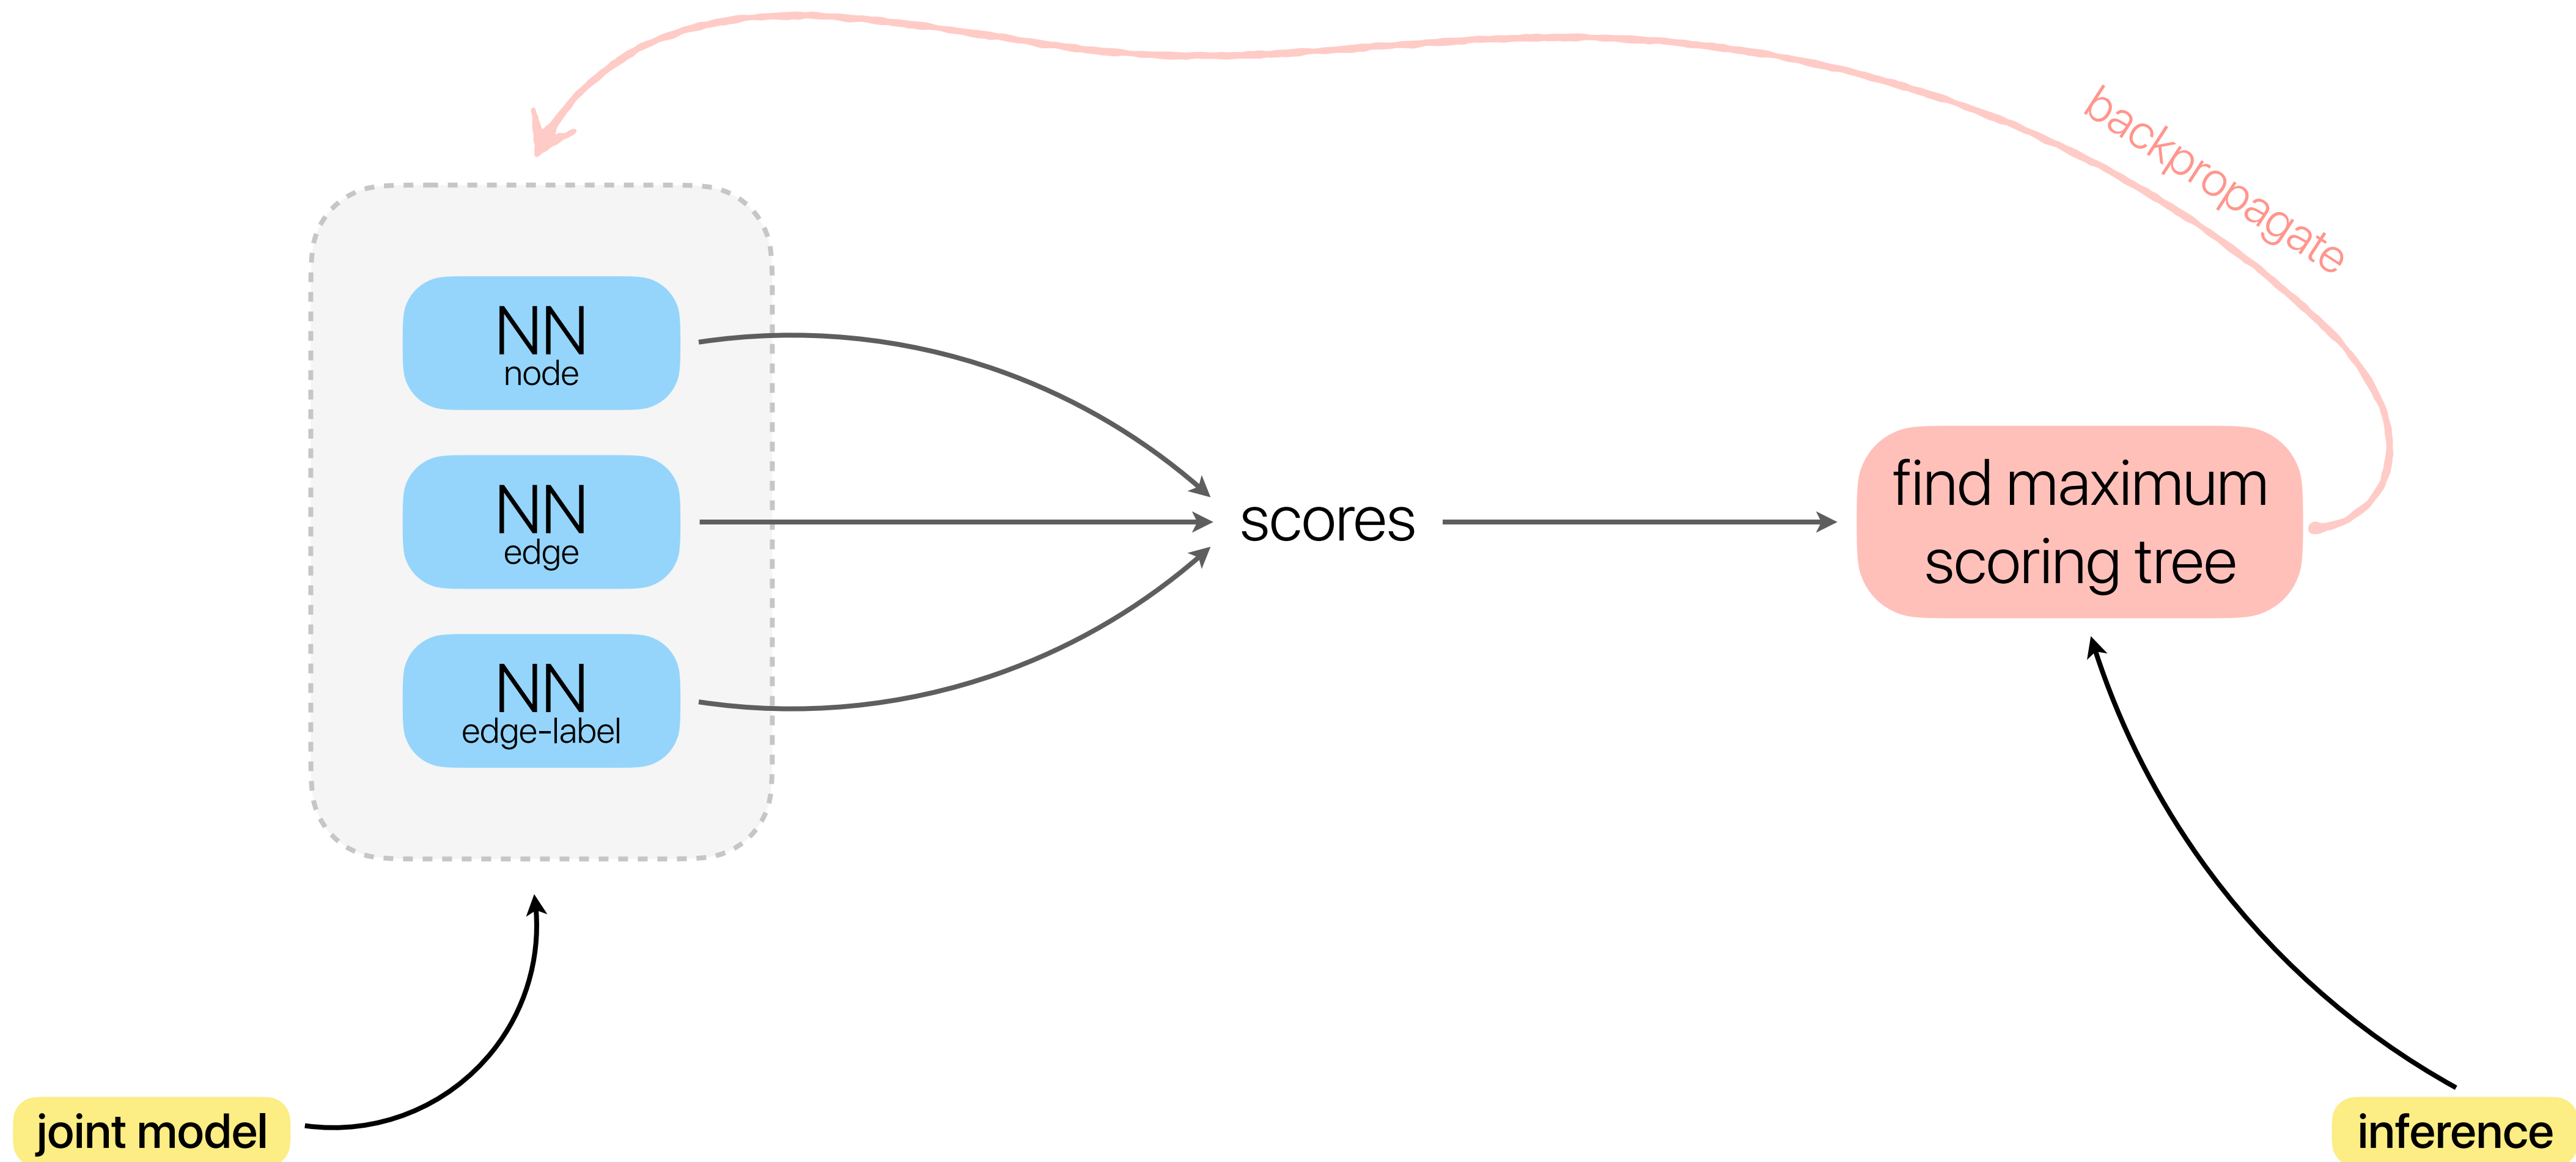 backpropagate
NN
node
NN
edge
NN
edge-label
scores
find maximum
scoring tree
joint model
inference